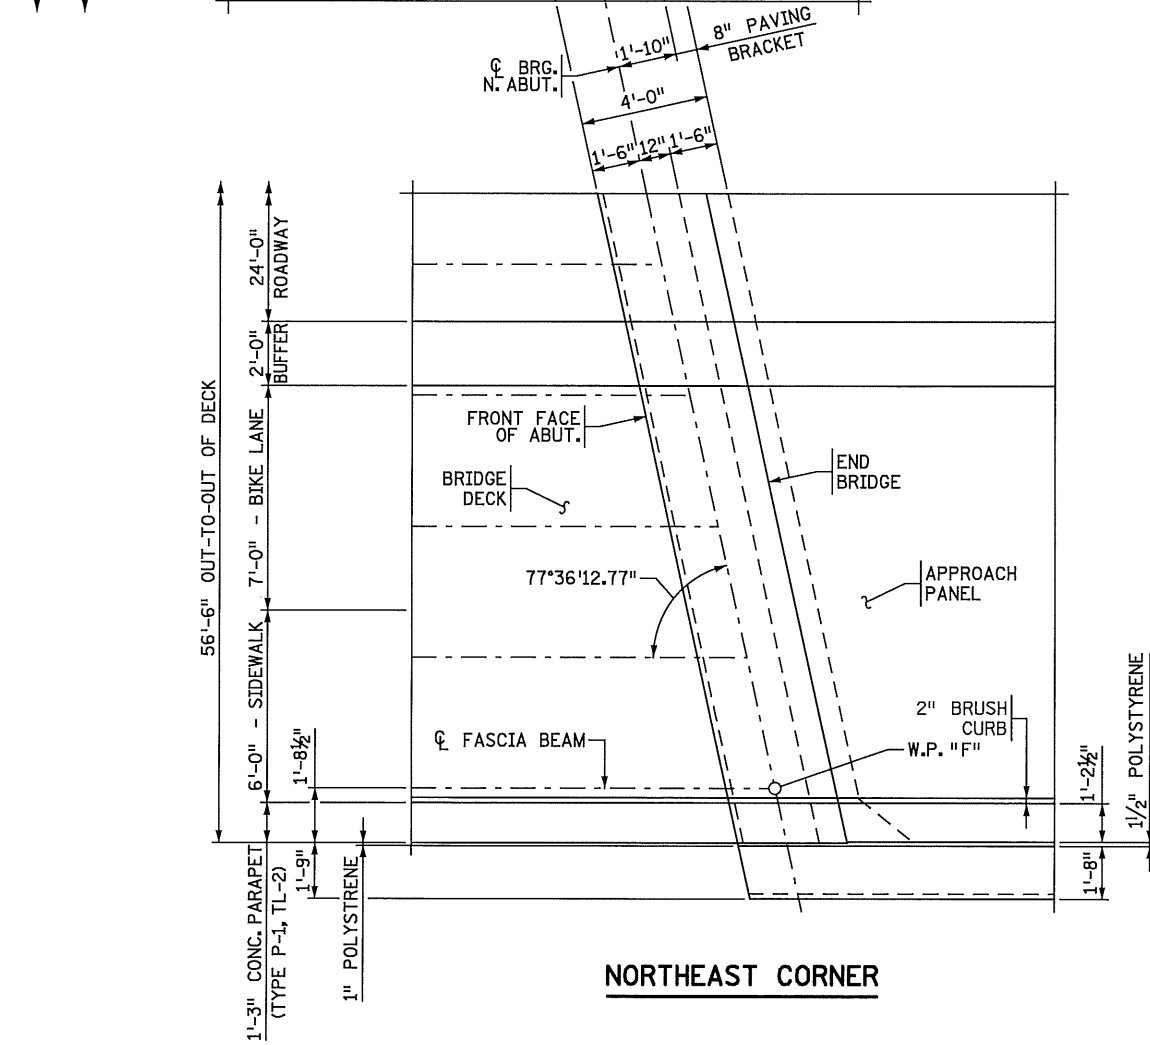 8" PAVING
BRACKET
1'-10"
℄ BRG.
N. ABUT.
4'-0"
1'-6" 12" 1'-6"
24'-0"
ROADWAY
2'-0"
BUFFER
56'-6" OUT-TO-OUT OF DECK
7'-0" - BIKE LANE
6'-0" - SIDEWALK
FRONT FACE
OF ABUT.
BRIDGE
DECK
END
BRIDGE
77°36'12.77"
APPROACH
PANEL
2" BRUSH
CURB
W.P. "F"
℄ FASCIA BEAM
1'-8½"
1'-2½"
1½" POLYSTYRENE
1'-9"
1'-8"
1'-3" CONC. PARAPET
(TYPE P-1, TL-2)
1" POLYSTRENE
NORTHEAST CORNER